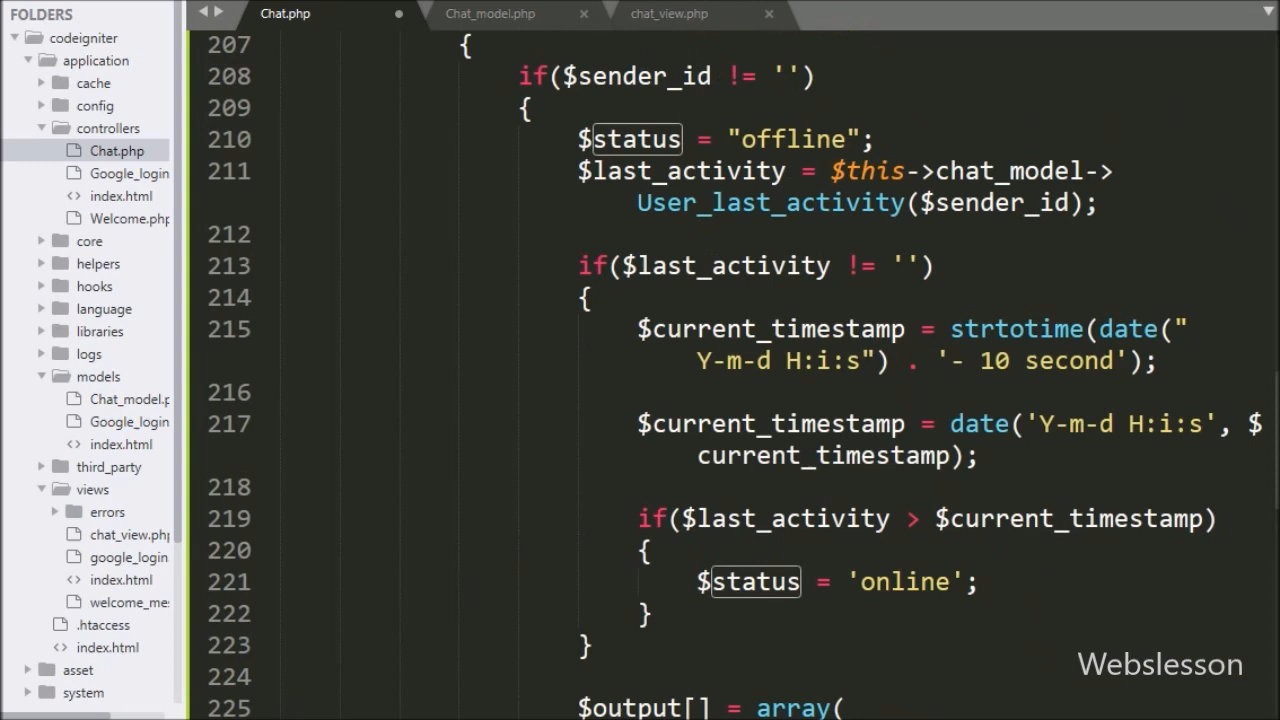 FOLDERS
codeigniter
application
cache
config
controllers
Chat.php
Google_login
index.html
Welcome.php
core
helpers
hooks
language
libraries
logs
models
Chat_model.p
Google_login
index.html
third_party
views
errors
chat_view.php
google_login
index.html
welcome_me
.htaccess
index.html
asset
system
Chat.php
Chat_model.php ×
chat_view.php ×
207 {
208 if($sender_id != '')
209 {
210 $status = "offline";
211 $last_activity = $this->chat_model->
User_last_activity($sender_id);
212
213 if($last_activity != '')
214 {
215 $current_timestamp = strtotime(date("
Y-m-d H:i:s") . '- 10 second');
216
217 $current_timestamp = date('Y-m-d H:i:s', $
current_timestamp);
218
219 if($last_activity > $current_timestamp)
220 {
221 $status = 'online';
222 }
223 }
224
225 $output[] = array(
Webslesson